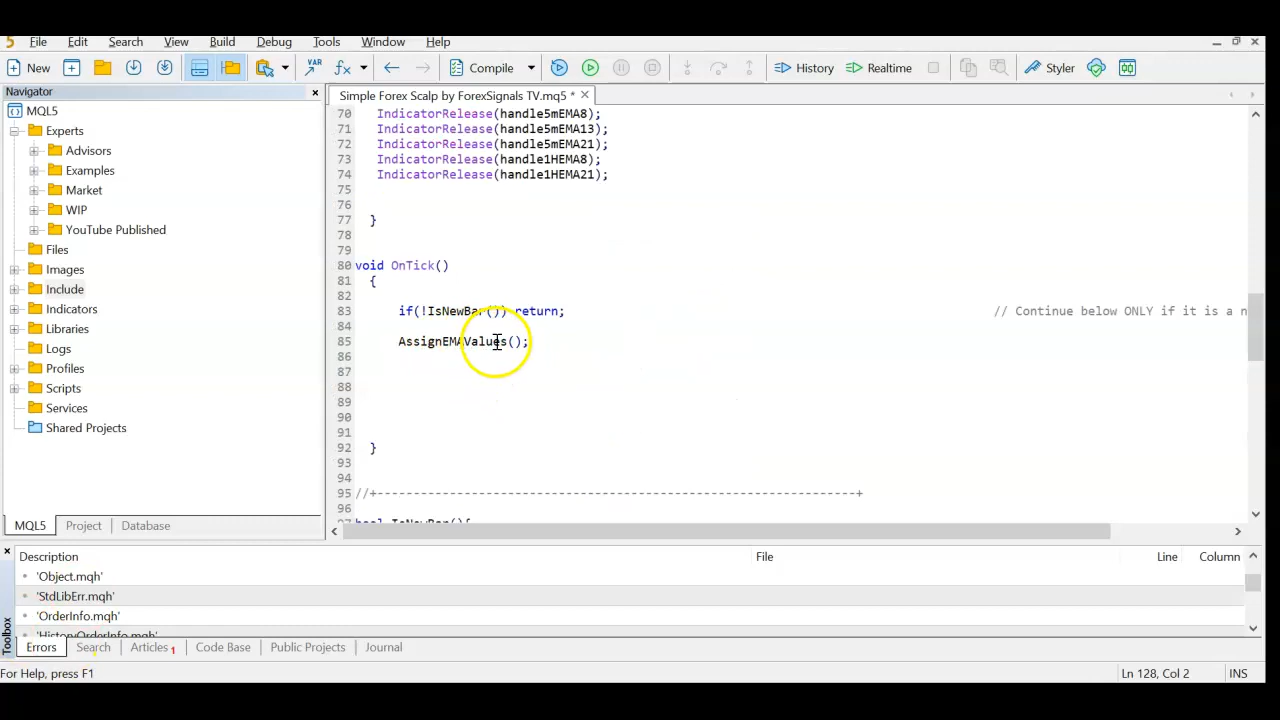 File Edit Search View Build Debug Tools Window Help
New Compile History Realtime Styler
Navigator
Simple Forex Scalp by ForexSignals TV.mq5 *
MQL5
Experts
Advisors
Examples
Market
WIP
YouTube Published
Files
Images
Include
Indicators
Libraries
Logs
Profiles
Scripts
Services
Shared Projects
MQL5 Project Database
70 IndicatorRelease(handle5mEMA8);
71 IndicatorRelease(handle5mEMA13);
72 IndicatorRelease(handle5mEMA21);
73 IndicatorRelease(handle1HEMA8);
74 IndicatorRelease(handle1HEMA21);
75
76
77 }
78
79
80 void OnTick()
81 {
82
83 if(!IsNewBar()) return; // Continue below ONLY if it is a n
84
85 AssignEMAValues();
86
87
88
89
90
91
92 }
93
94
95 //+------------------------------------------------------------------+
96
97 bool IsNewBar(){
Description File Line Column
'Object.mqh'
'StdLibErr.mqh'
'OrderInfo.mqh'
'HistoryOrderInfo.mqh'
Toolbox
Errors Search Articles 1 Code Base Public Projects Journal
For Help, press F1 Ln 128, Col 2 INS